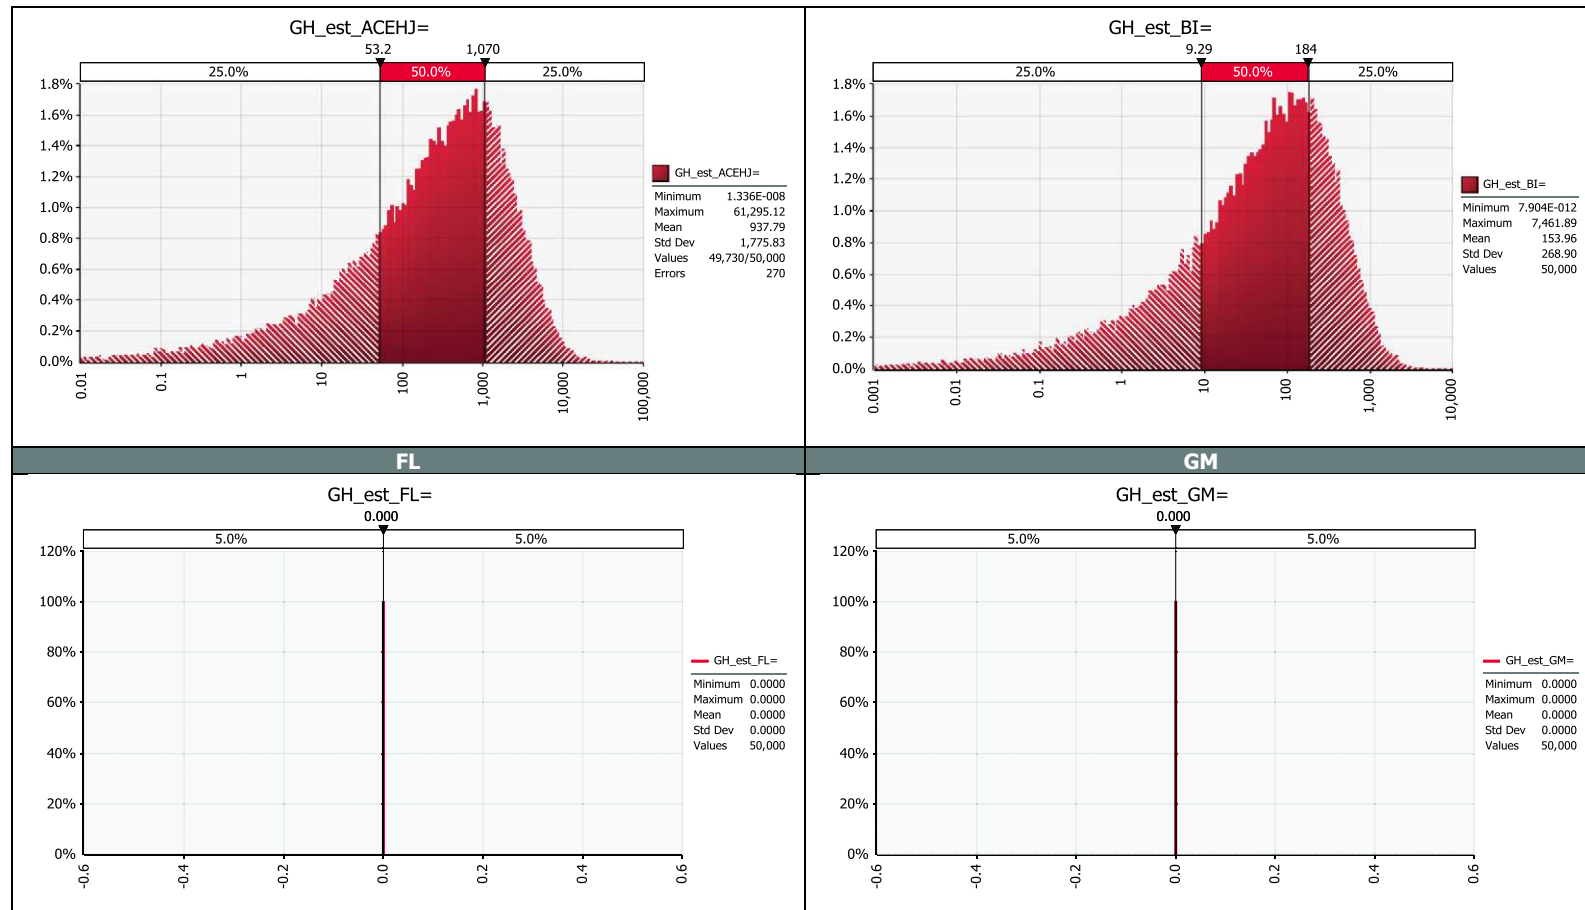 GH_est_ACEHJ=
53.2 1,070
25.0% 50.0% 25.0%
1.8%
1.6%
1.4%
1.2%
1.0%
0.8%
0.6%
0.4%
0.2%
0.0%
0.01 0.1 1 10 100 1,000 10,000 100,000
GH_est_ACEHJ=
Minimum 1.336E-008
Maximum 61,295.12
Mean 937.79
Std Dev 1,775.83
Values 49,730/50,000
Errors 270
GH_est_BI=
9.29 184
25.0% 50.0% 25.0%
1.8%
1.6%
1.4%
1.2%
1.0%
0.8%
0.6%
0.4%
0.2%
0.0%
0.001 0.01 0.1 1 10 100 1,000 10,000
GH_est_BI=
Minimum 7.904E-012
Maximum 7,461.89
Mean 153.96
Std Dev 268.90
Values 50,000
FL
GM
GH_est_FL=
0.000
5.0% 5.0%
120%
100%
80%
60%
40%
20%
0%
-0.6 -0.4 -0.2 0.0 0.2 0.4 0.6
GH_est_FL=
Minimum 0.0000
Maximum 0.0000
Mean 0.0000
Std Dev 0.0000
Values 50,000
GH_est_GM=
0.000
5.0% 5.0%
120%
100%
80%
60%
40%
20%
0%
-0.6 -0.4 -0.2 0.0 0.2 0.4 0.6
GH_est_GM=
Minimum 0.0000
Maximum 0.0000
Mean 0.0000
Std Dev 0.0000
Values 50,000